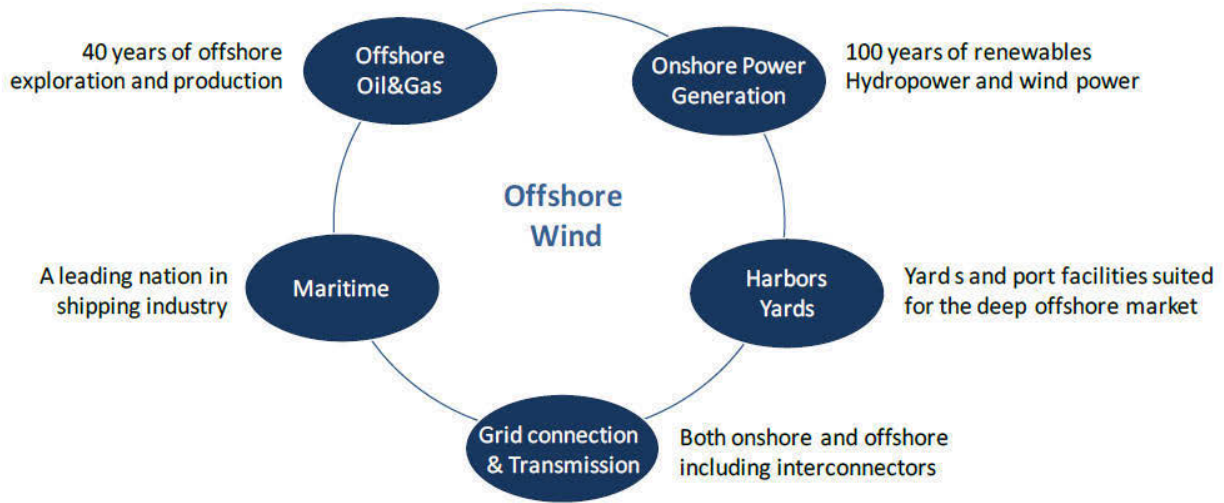 40 years of offshore
exploration and production
Offshore
Oil&Gas
Onshore Power
Generation
100 years of renewables
Hydropower and wind power
Offshore
Wind
A leading nation in
shipping industry
Maritime
Harbors
Yards
Yard s and port facilities suited
for the deep offshore market
Grid connection
& Transmission
Both onshore and offshore
including interconnectors